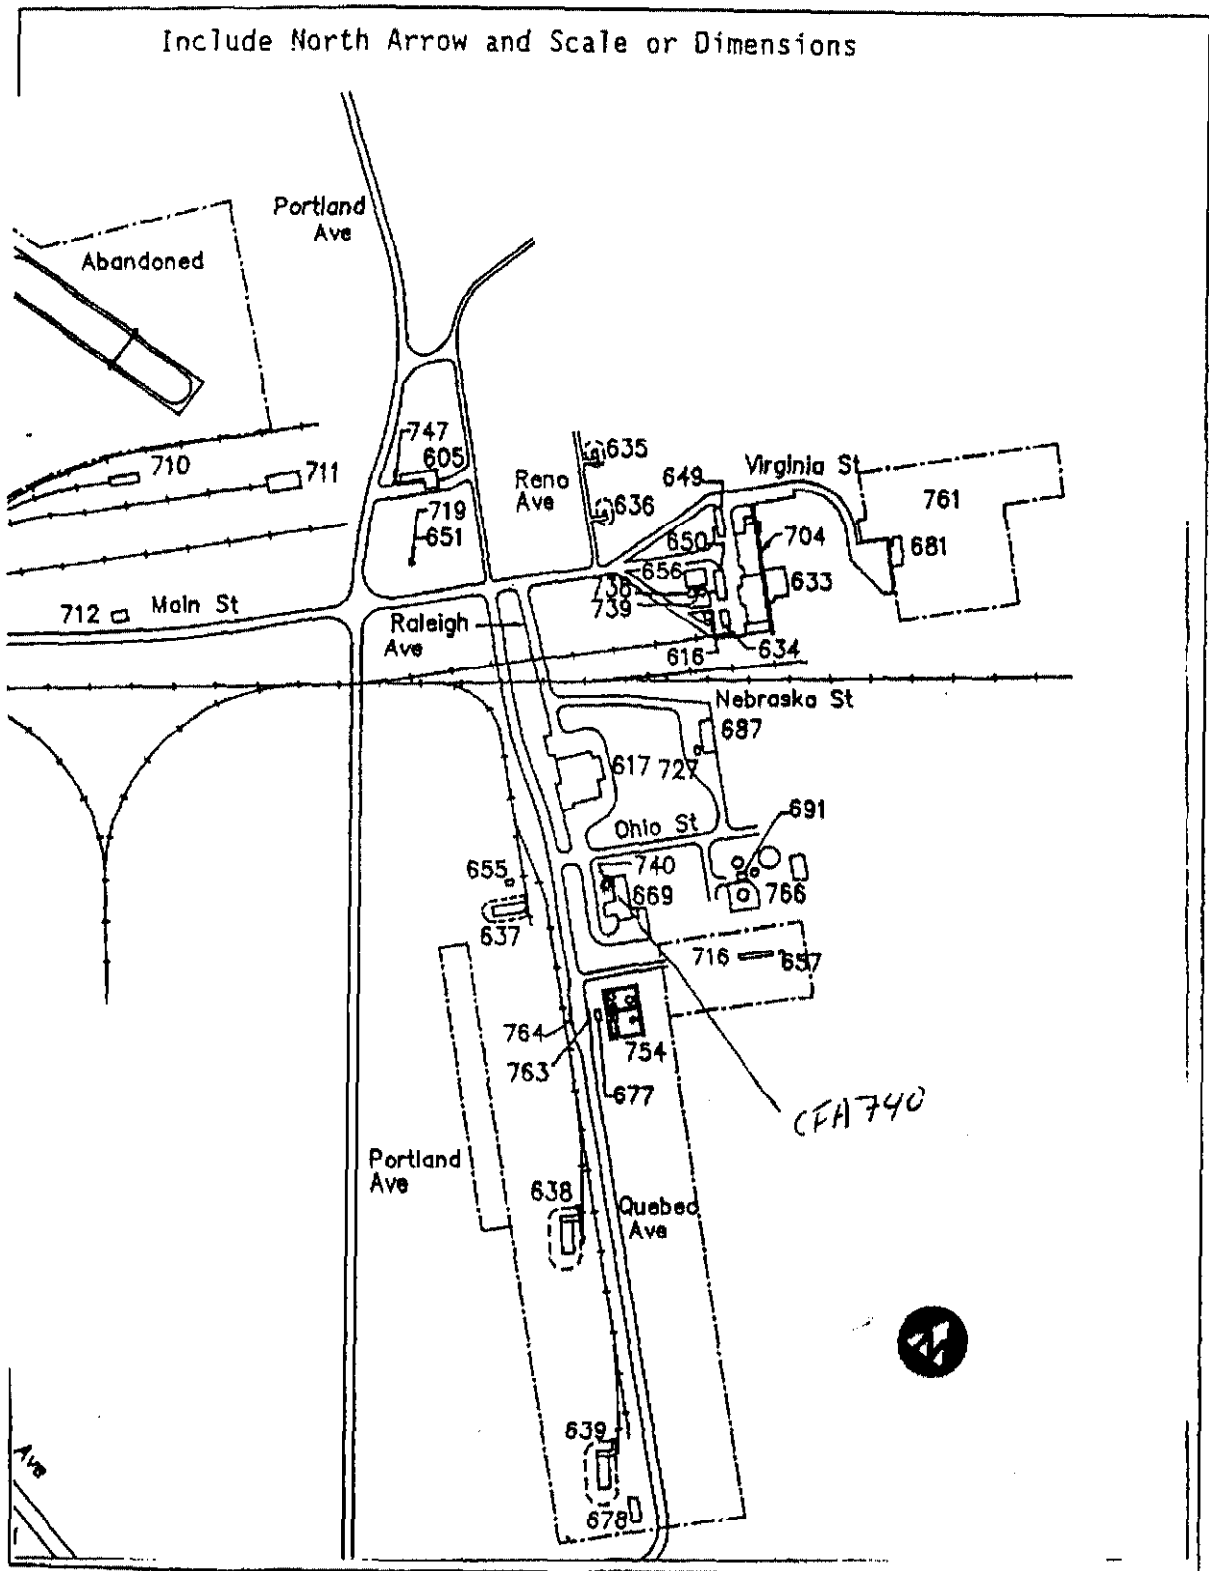 Include North Arrow and Scale or Dimensions
Portland
Ave
Abandoned
747
605
710
711
635
Reno
Ave
636
649
Virginia St
761
719
651
650
704
681
656
738
739
633
712
Main St
Raleigh
Ave
616
634
Nebraska St
687
617
727
Ohio St
691
655
740
669
766
637
716
657
764
763
754
677
CFA 740
Portland
Ave
638
Quebec
Ave
639
678
Ave